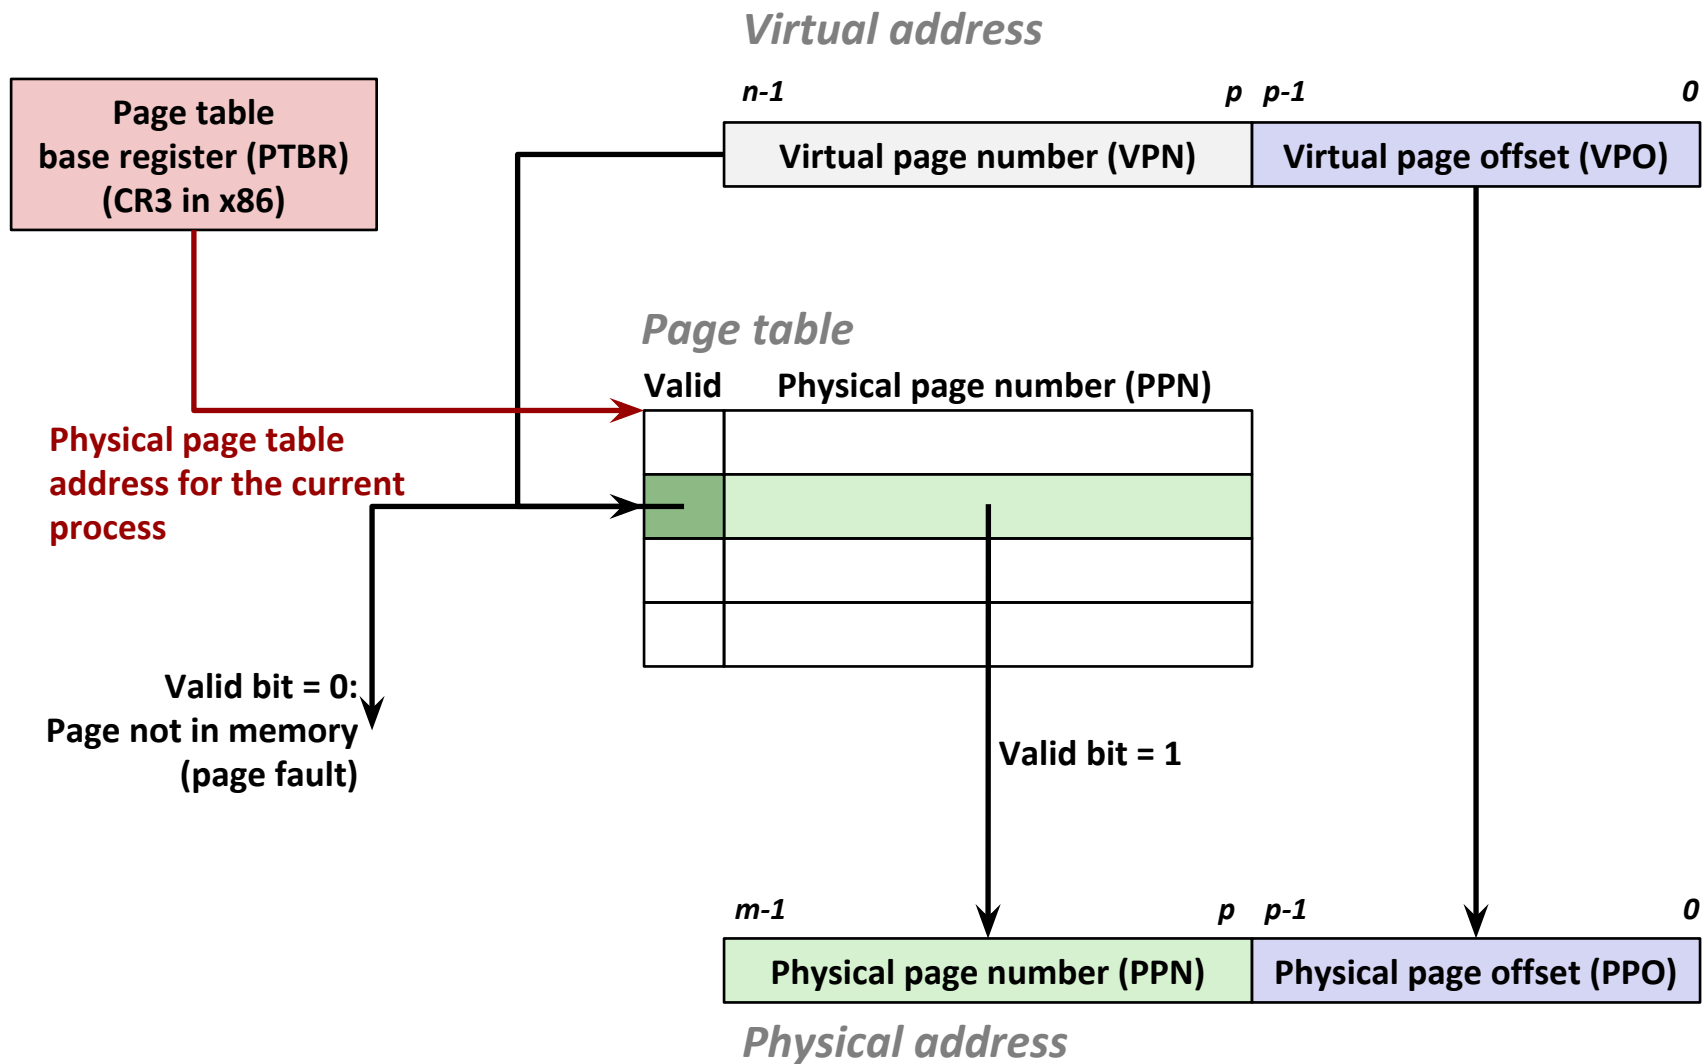 Virtual address
Page table
base register (PTBR)
(CR3 in x86)
n-1 p p-1 0
Virtual page number (VPN) Virtual page offset (VPO)
Page table
Valid Physical page number (PPN)
Physical page table
address for the current
process
Valid bit = 0:
Page not in memory
(page fault)
Valid bit = 1
m-1 p p-1 0
Physical page number (PPN) Physical page offset (PPO)
Physical address